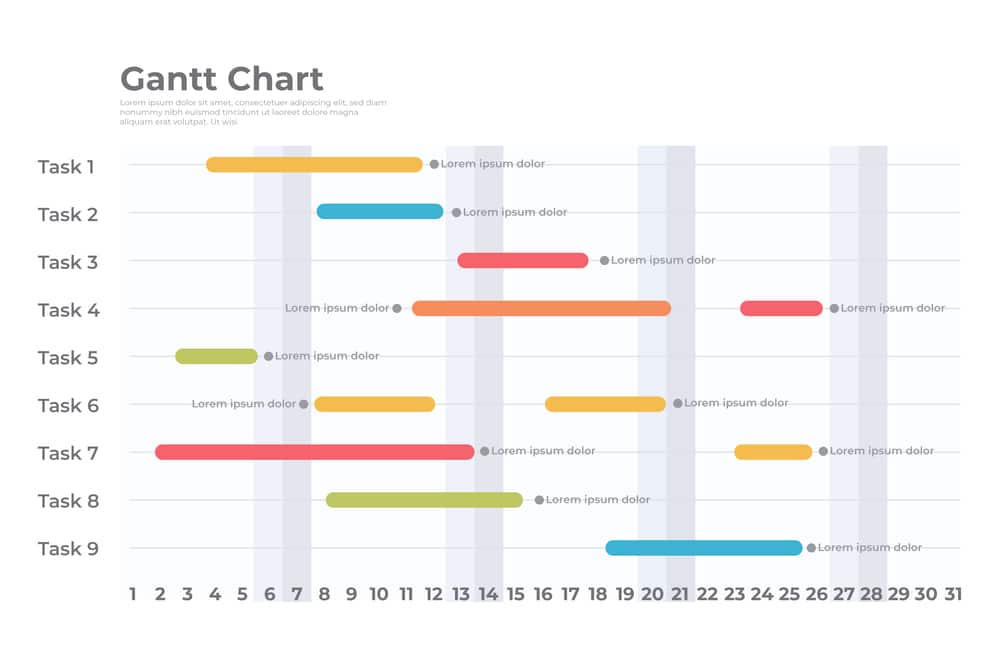 Gantt Chart
Lorem ipsum dolor sit amet, consectetuer adipiscing elit, sed diam
nonummy nibh euismod tincidunt ut laoreet dolore magna
aliquam erat volutpat. Ut wisi
Task 1 Lorem ipsum dolor
Task 2 Lorem ipsum dolor
Task 3 Lorem ipsum dolor
Task 4 Lorem ipsum dolor Lorem ipsum dolor
Task 5 Lorem ipsum dolor
Task 6 Lorem ipsum dolor Lorem ipsum dolor
Task 7 Lorem ipsum dolor Lorem ipsum dolor
Task 8 Lorem ipsum dolor
Task 9 Lorem ipsum dolor
1 2 3 4 5 6 7 8 9 10 11 12 13 14 15 16 17 18 19 20 21 22 23 24 25 26 27 28 29 30 31